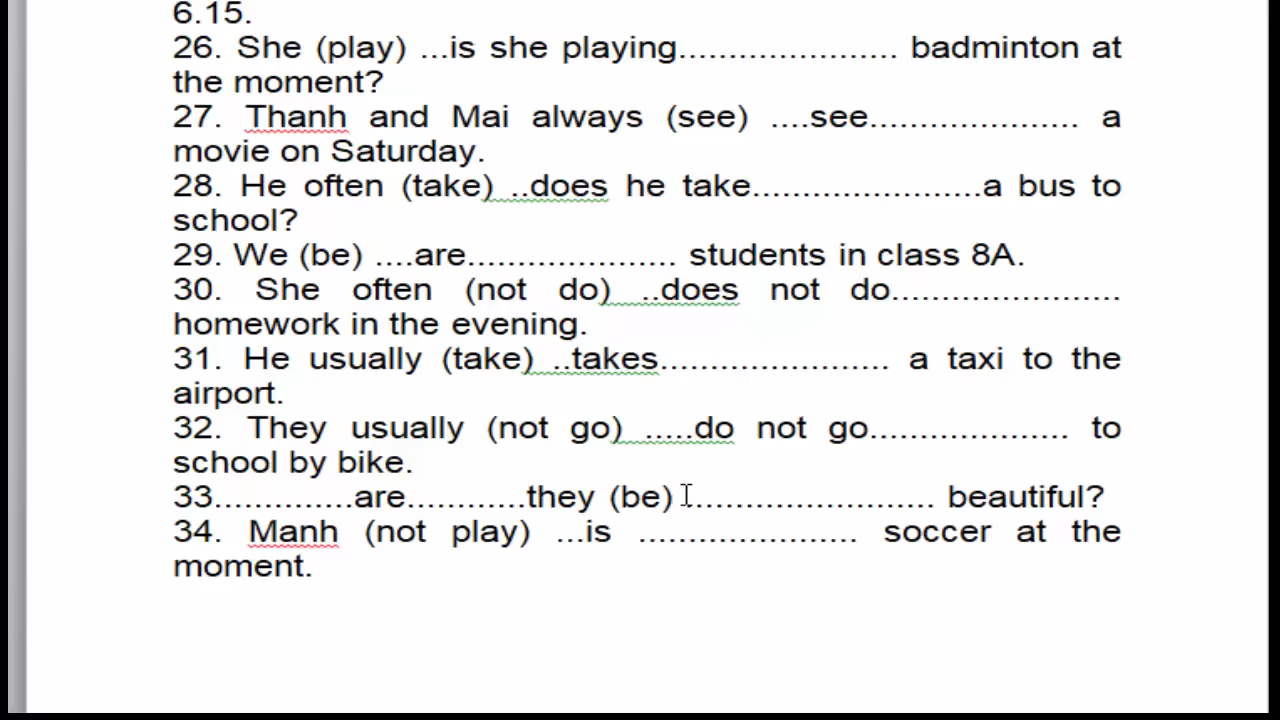 6.15.
26. She (play) ...is she playing...................... badminton at
the moment?
27. Thanh and Mai always (see) ....see..................... a
movie on Saturday.
28. He often (take) ..does he take.......................a bus to
school?
29. We (be) ....are..................... students in class 8A.
30. She often (not do) ..does not do.......................
homework in the evening.
31. He usually (take) ..takes....................... a taxi to the
airport.
32. They usually (not go) .....do not go.................... to
school by bike.
33..............are............they (be) ........................ beautiful?
34. Manh (not play) ...is ...................... soccer at the
moment.